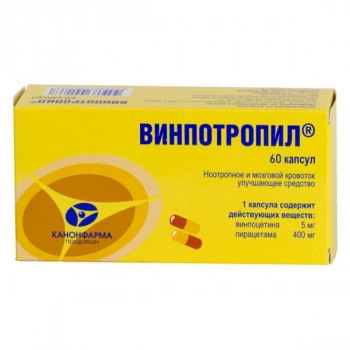 ВИНПОТРОПИЛ
ВИНПОТРОПИЛ®
60 капсул
Ноотропное и мозговой кровоток
улучшающее средство
1 капсула содержит
действующих веществ:
винпоцетина 5 мг
пирацетама 400 мг
КАНОНФАРМА
продакшн